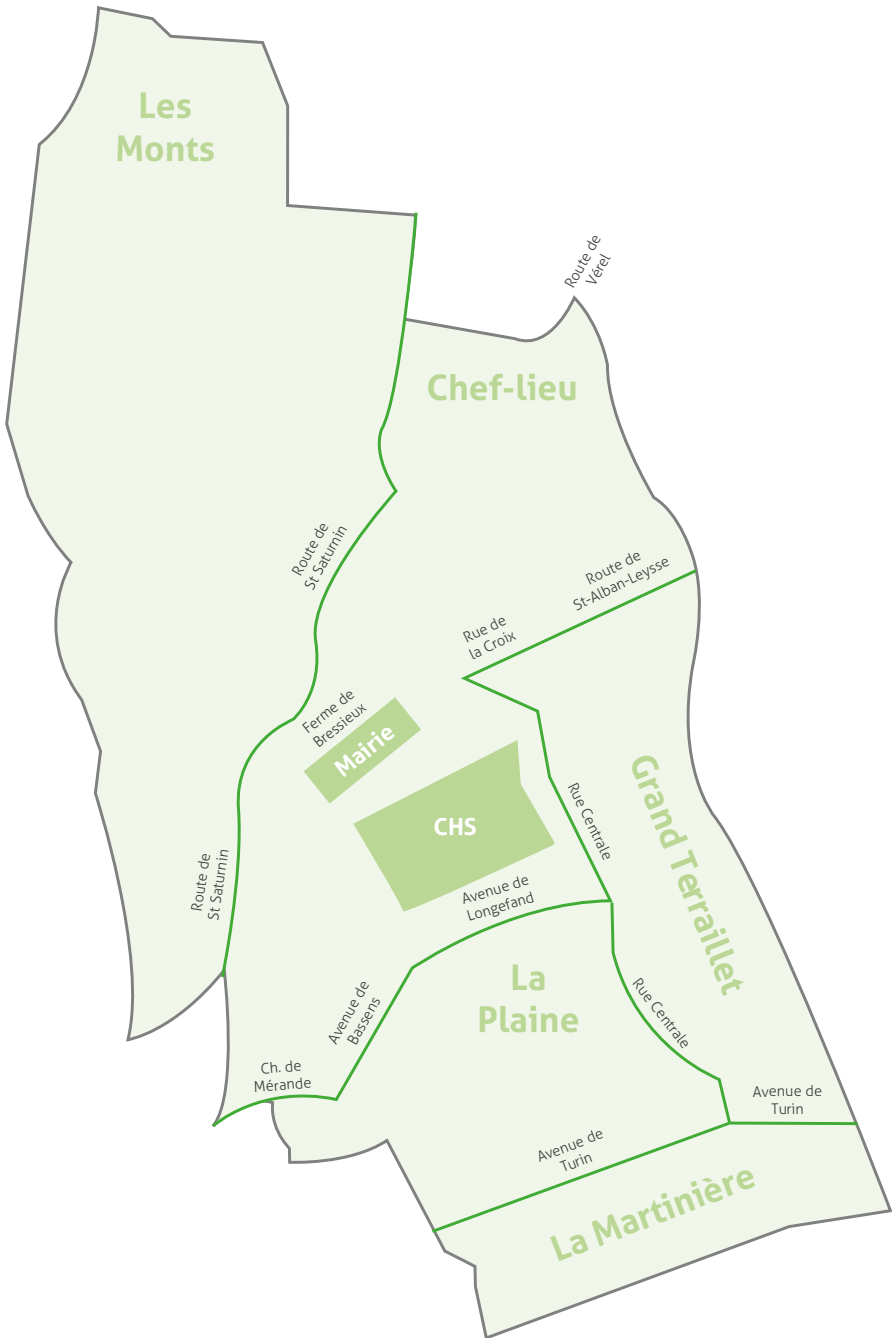 Les
Monts
Route de
Vérel
Chef-lieu
Route de
St Saturnin
Route de
St-Alban-Leysse
Rue de
la Croix
Ferme de
Bressieux
Mairie
CHS
Rue Centrale
Grand Terraillet
Route de
St Saturnin
Avenue de
Longefand
La
Plaine
Avenue de
Bassens
Rue Centrale
Ch. de
Mérande
Avenue de
Turin
Avenue de
Turin
La Martinière